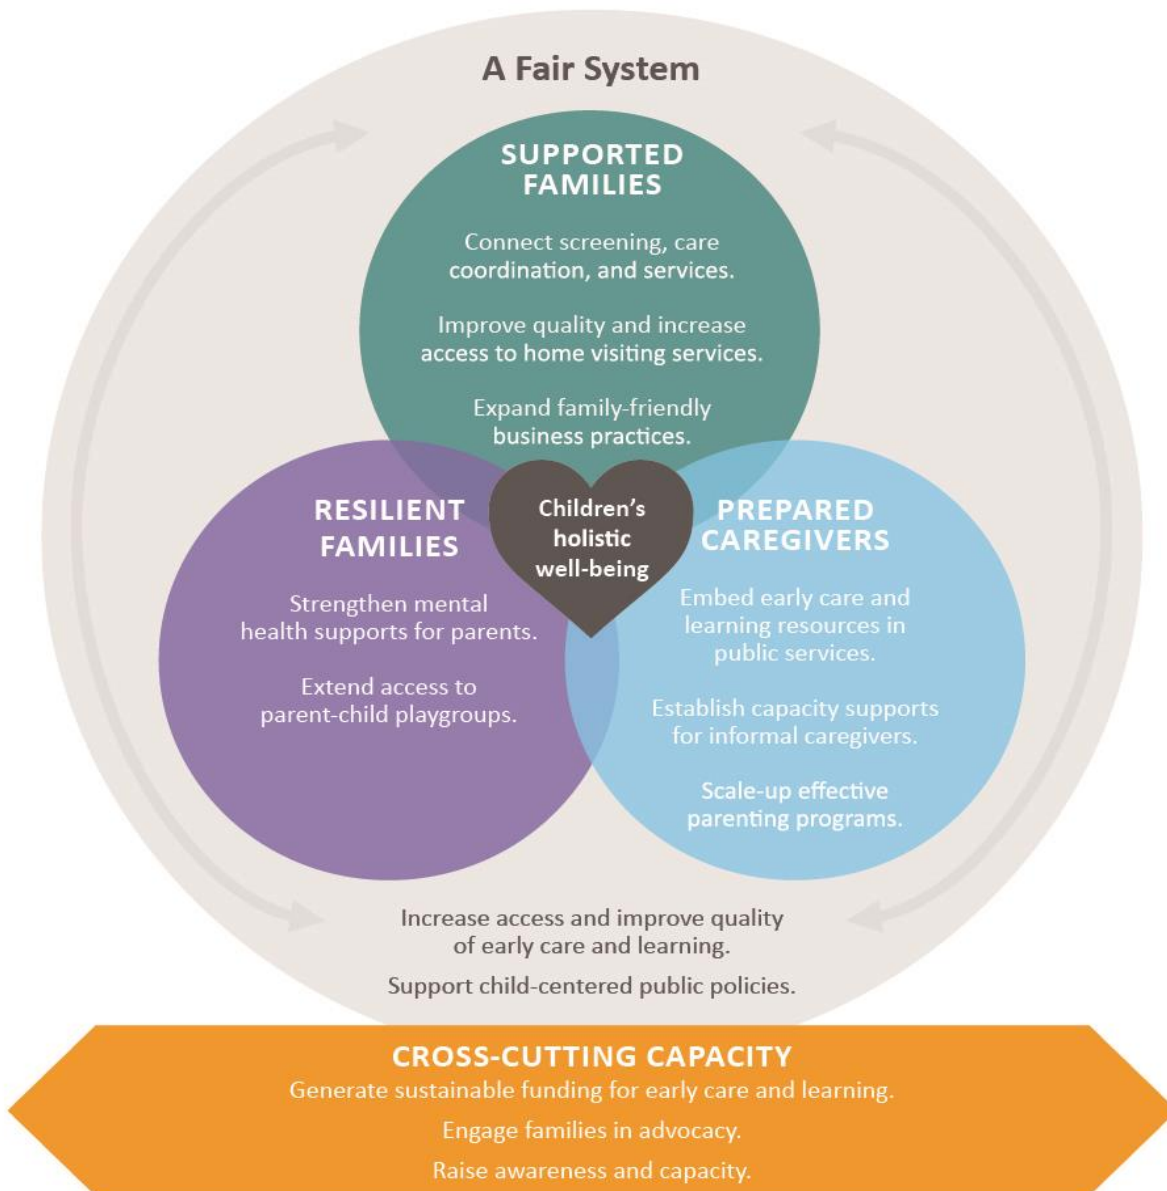 A Fair System
SUPPORTED
FAMILIES
Connect screening, care
coordination, and services.
Improve quality and increase
access to home visiting services.
Expand family-friendly
business practices.
Children's
holistic
well-being
RESILIENT
FAMILIES
Strengthen mental
health supports for parents.
Extend access to
parent-child playgroups.
PREPARED
CAREGIVERS
Embed early care and
learning resources in
public services.
Establish capacity supports
for informal caregivers.
Scale-up effective
parenting programs.
Increase access and improve quality
of early care and learning.
Support child-centered public policies.
CROSS-CUTTING CAPACITY
Generate sustainable funding for early care and learning.
Engage families in advocacy.
Raise awareness and capacity.